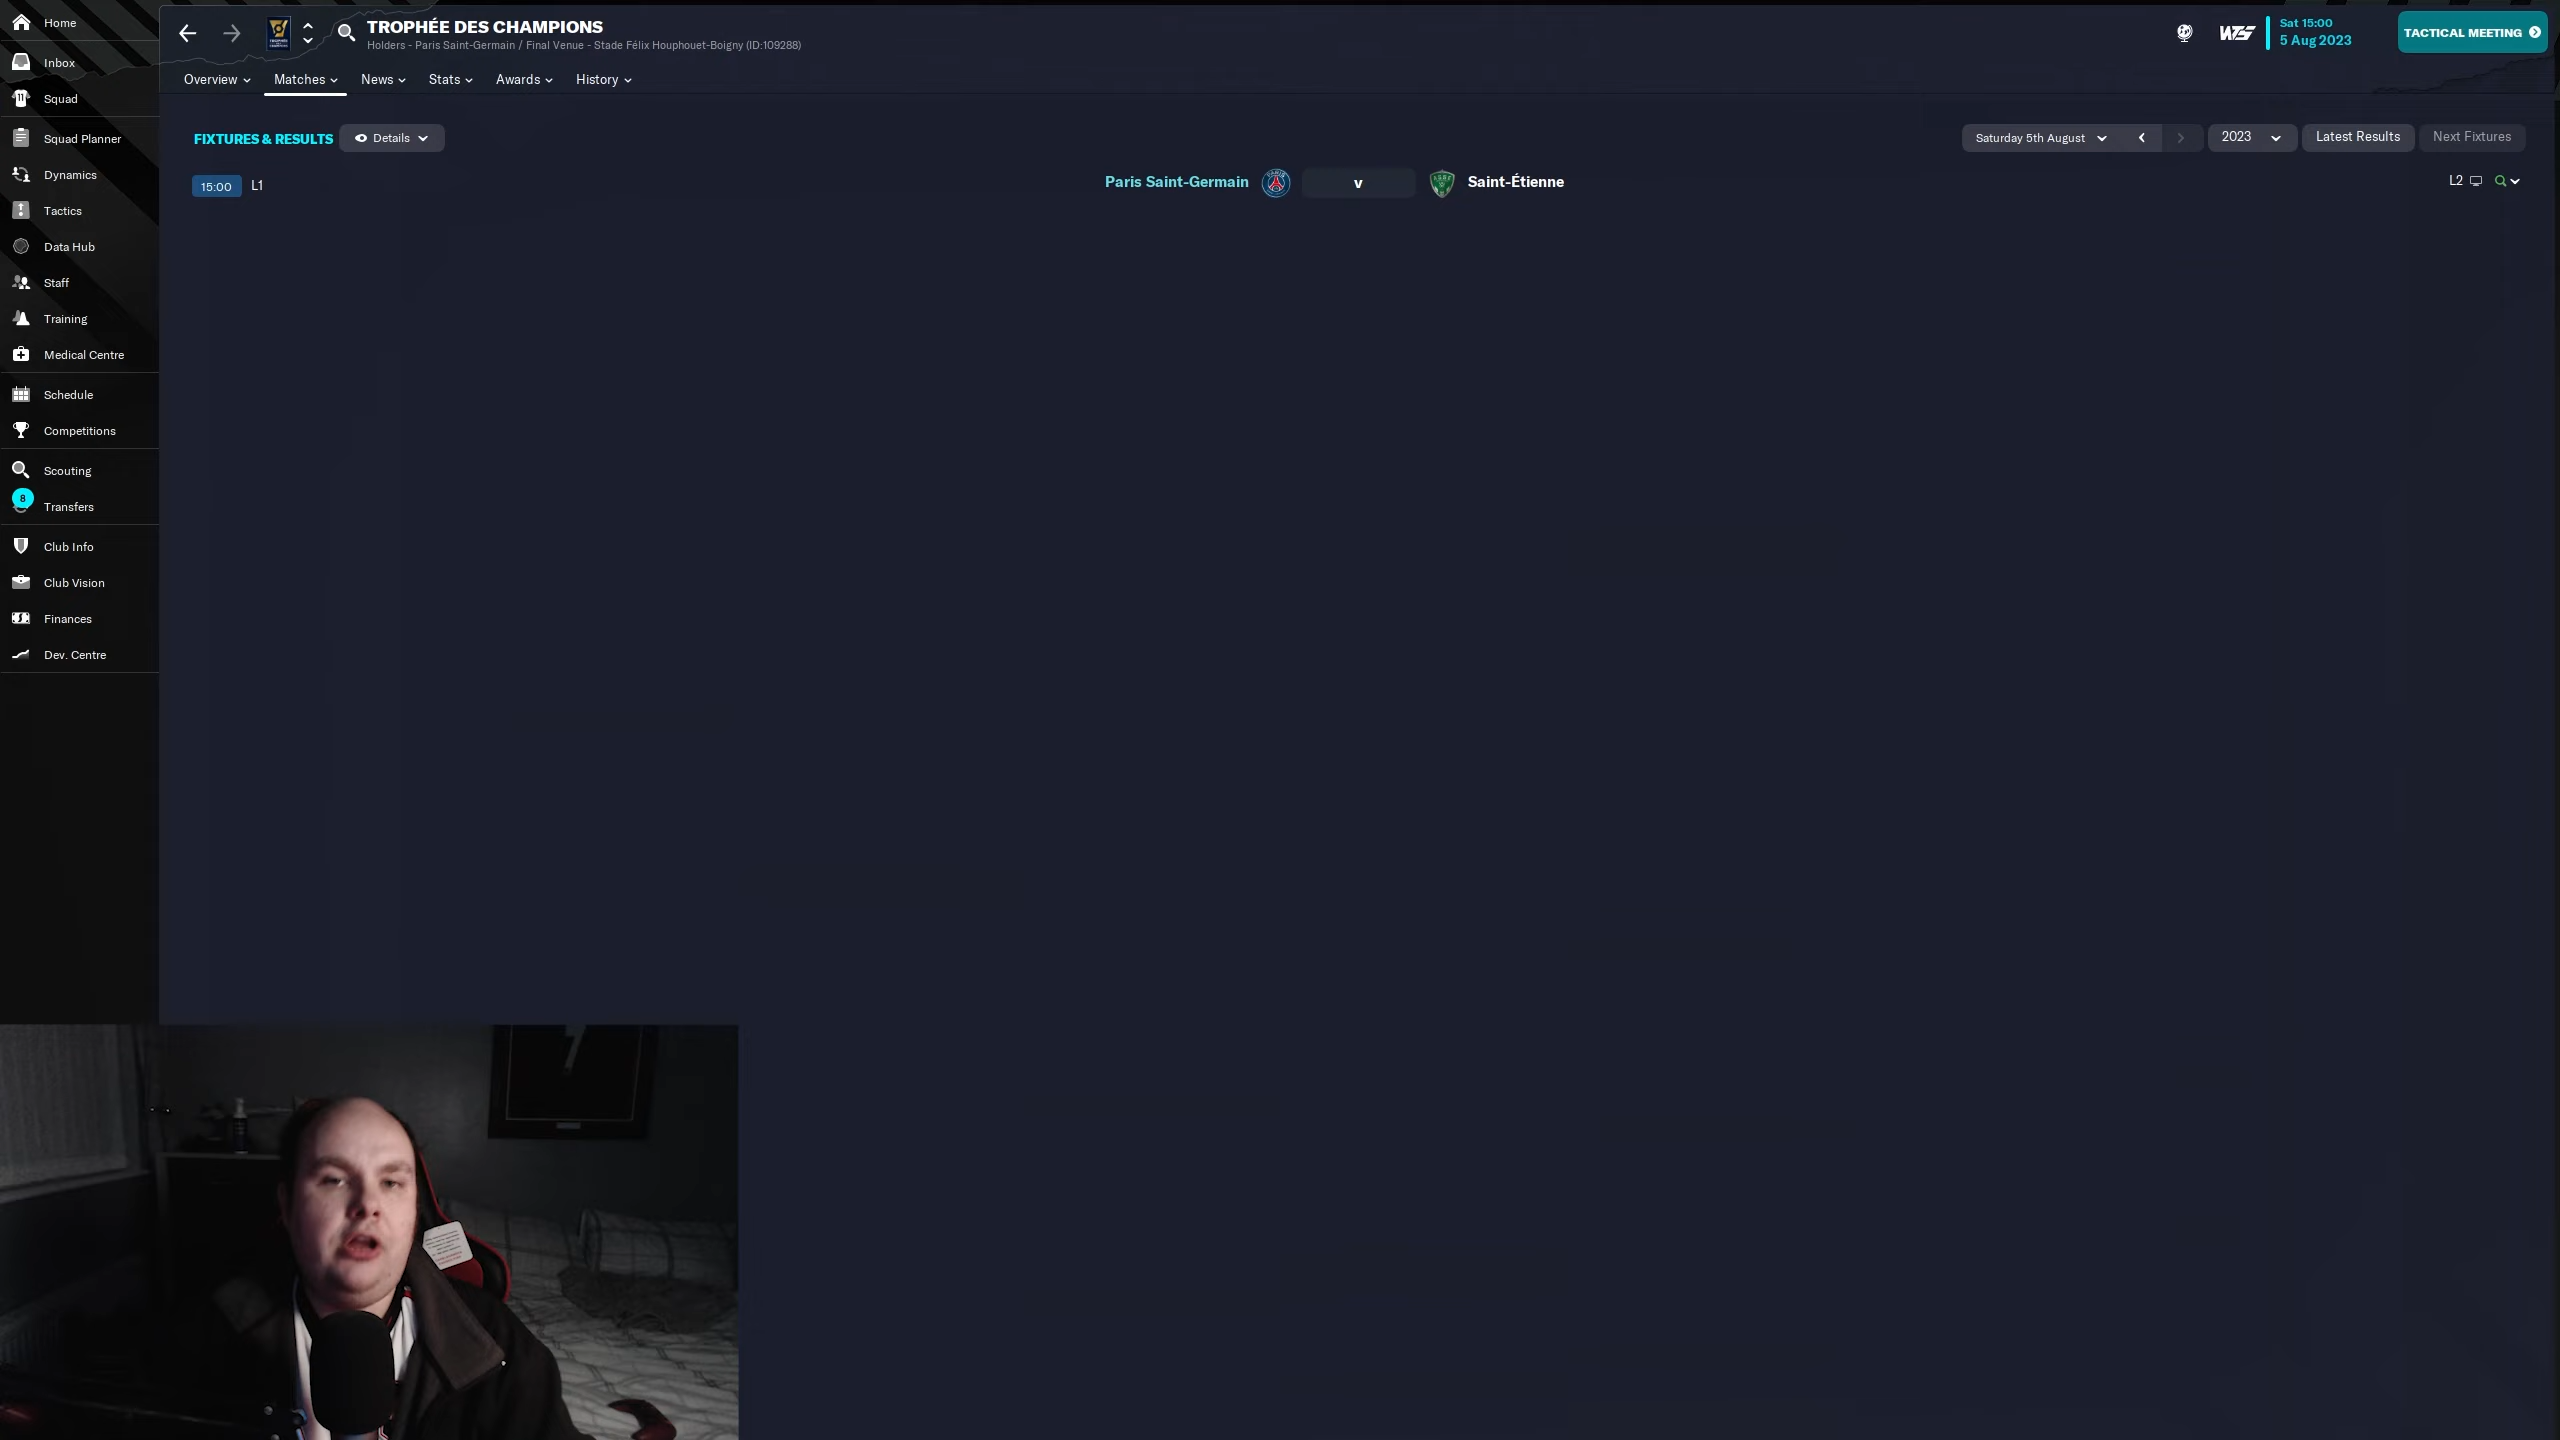 Home
Inbox
Squad
Squad Planner
Dynamics
Tactics
Data Hub
Staff
Training
Medical Centre
Schedule
Competitions
Scouting
8
Transfers
Club Info
Club Vision
Finances
Dev. Centre
TROPHÉE DES CHAMPIONS
Holders - Paris Saint-Germain / Final Venue - Stade Félix Houphouet-Boigny (ID:109288)
Sat 15:00
5 Aug 2023
TACTICAL MEETING
Overview Matches News Stats Awards History
FIXTURES & RESULTS Details Saturday 5th August 2023 Latest Results Next Fixtures
15:00 L1 Paris Saint-Germain v Saint-Étienne L2